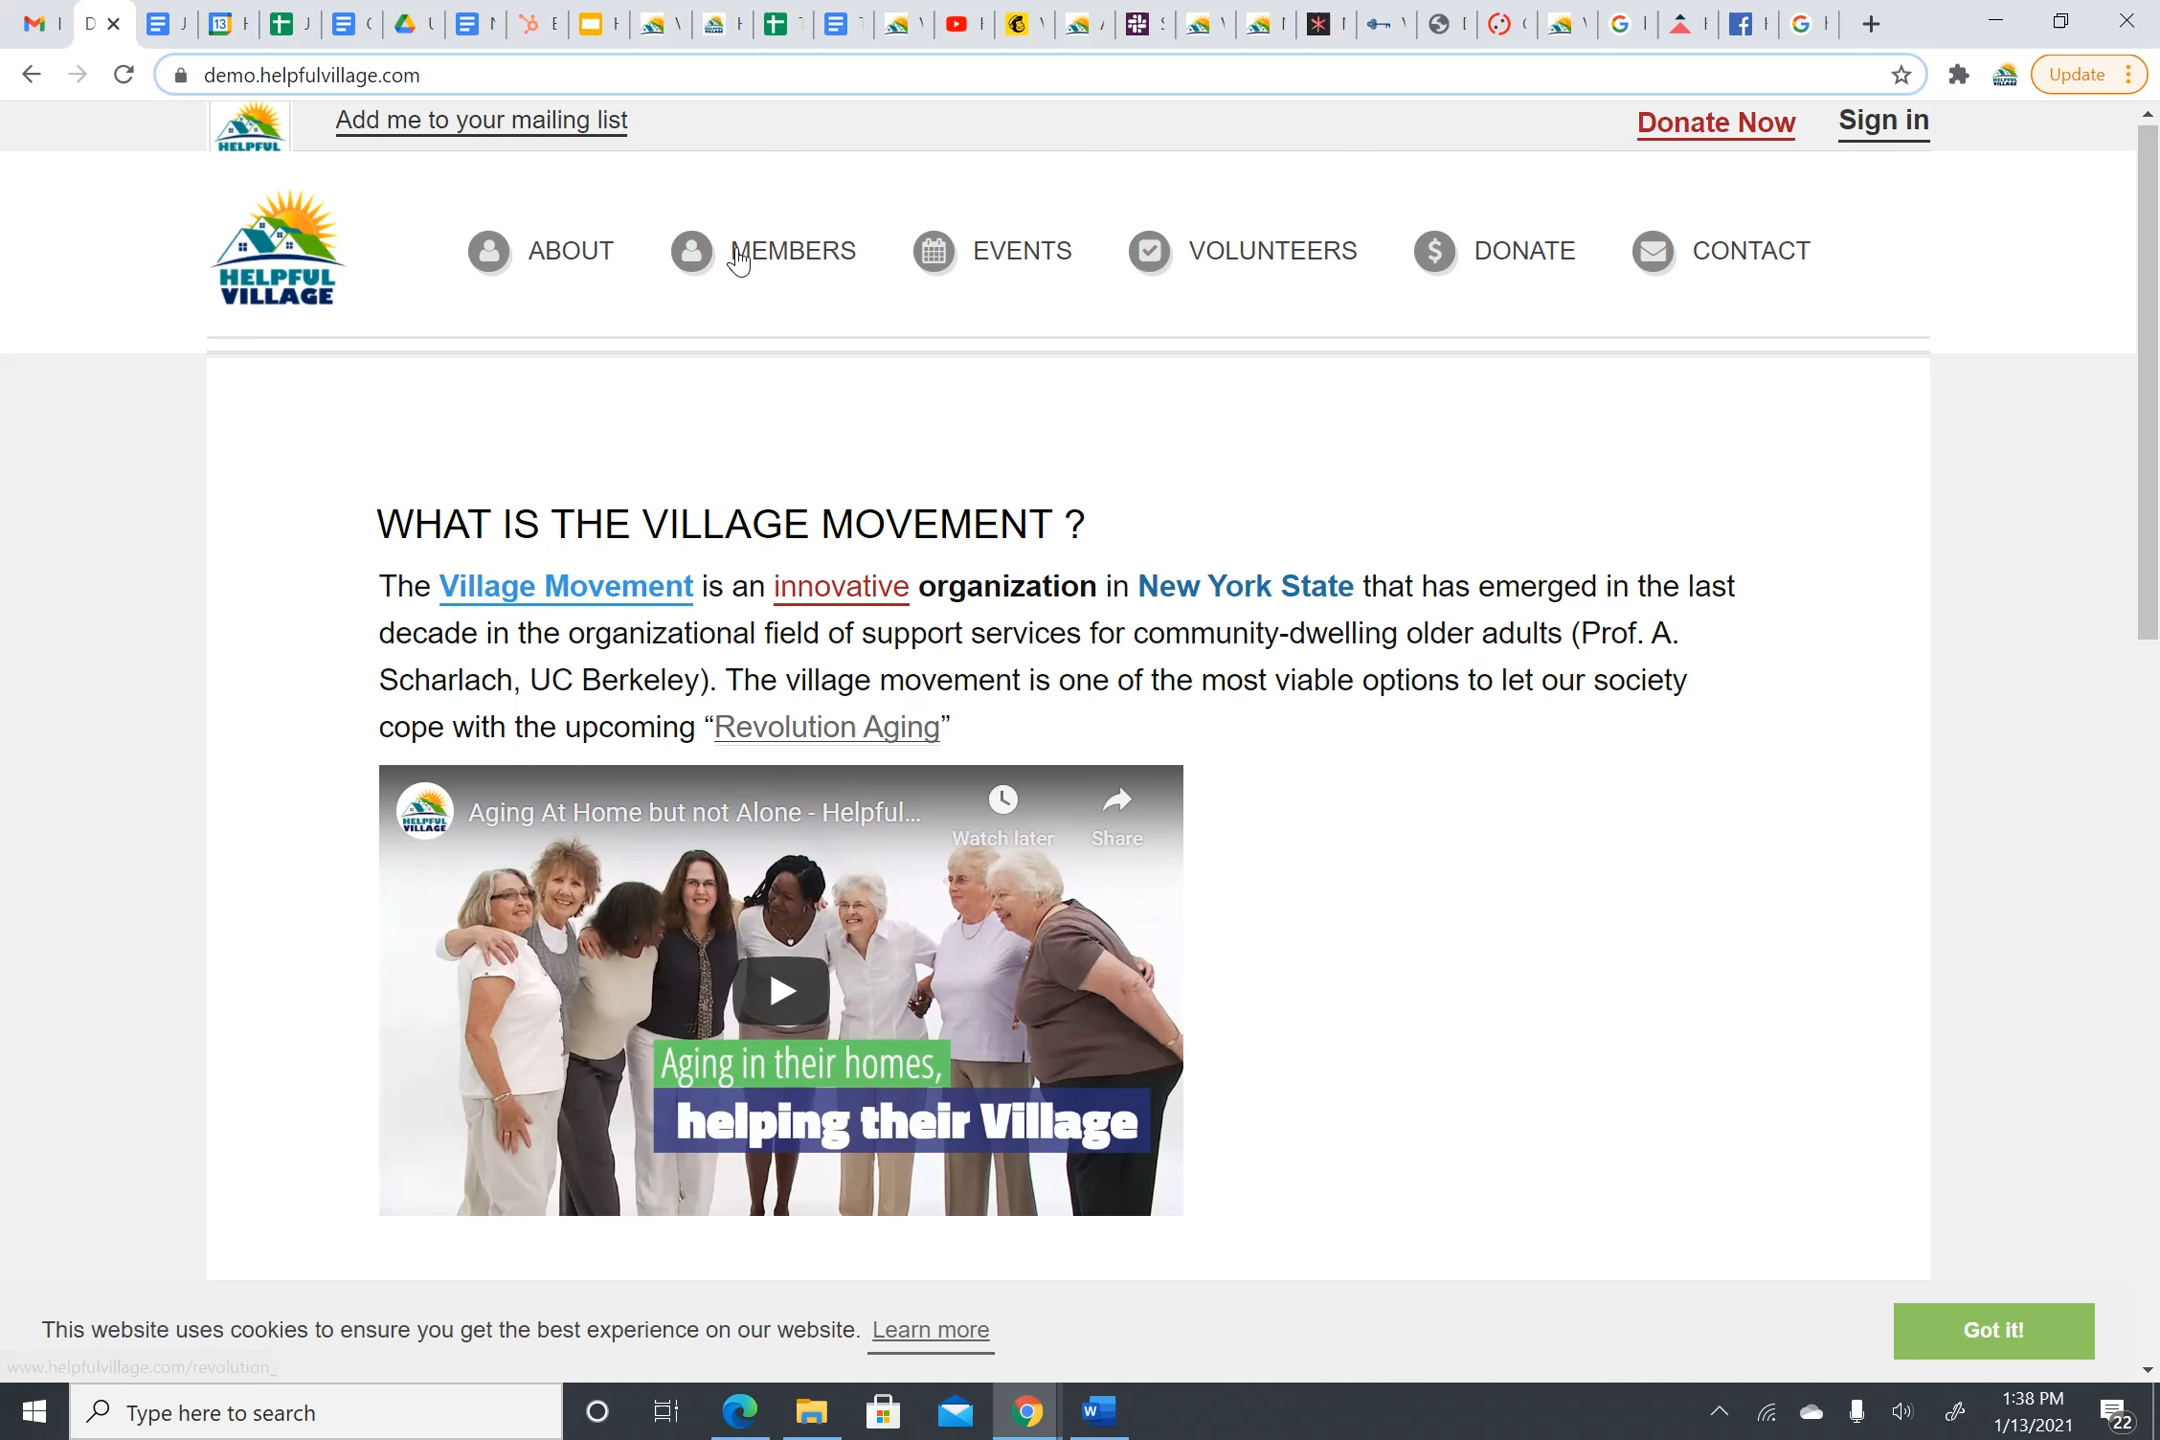 demo.helpfulvillage.com
Update
HELPFUL
Add me to your mailing list
Donate Now
Sign in
HELPFUL
VILLAGE
ABOUT
MEMBERS
EVENTS
VOLUNTEERS
DONATE
CONTACT
WHAT IS THE VILLAGE MOVEMENT ?
The Village Movement is an innovative organization in New York State that has emerged in the last
decade in the organizational field of support services for community-dwelling older adults (Prof. A.
Scharlach, UC Berkeley). The village movement is one of the most viable options to let our society
cope with the upcoming “Revolution Aging”
HELPFUL
VILLAGE
Aging At Home but not Alone - Helpful...
Watch later
Share
Aging in their homes,
helping their Village
This website uses cookies to ensure you get the best experience on our website. Learn more
Got it!
www.helpfulvillage.com/revolution_
Type here to search
1:38 PM
1/13/2021
22